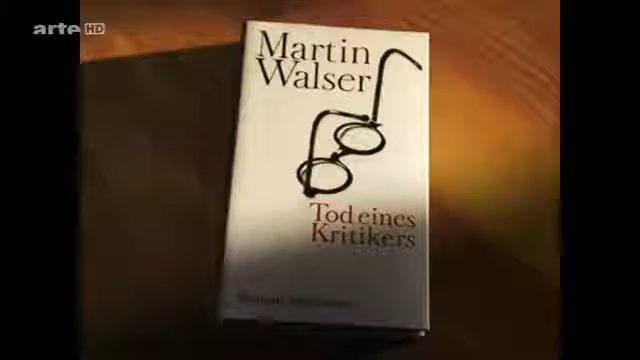 arte HD
Martin
Walser
Tod eines
Kritikers